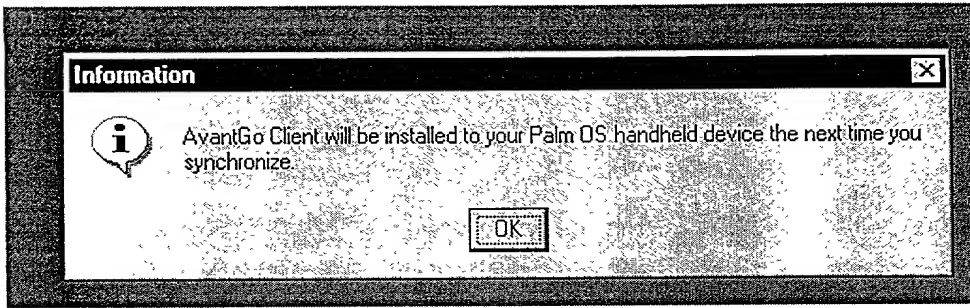 Information
AvantGo Client will be installed to your Palm OS handheld device the next time you
synchronize.
OK